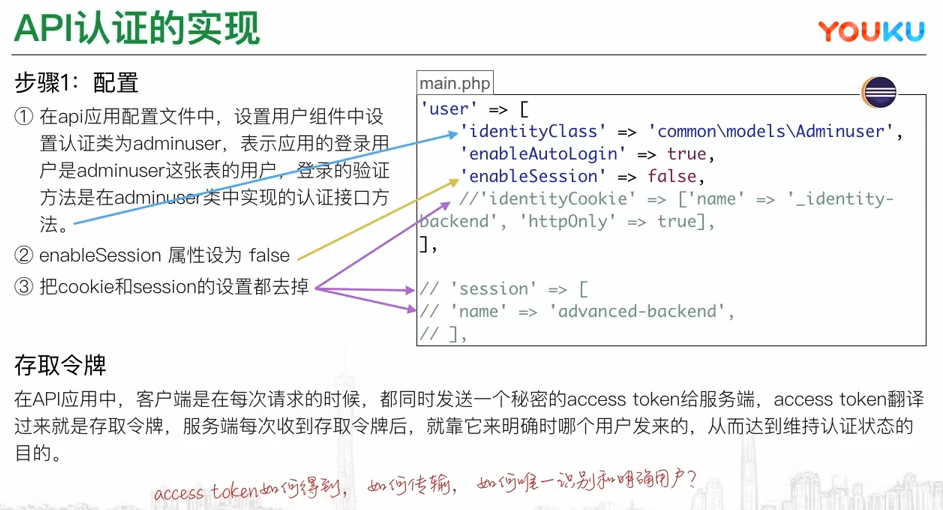 API认证的实现
YOUKU
步骤1：配置
① 在api应用配置文件中，设置用户组件中设
置认证类为adminuser，表示应用的登录用
户是adminuser这张表的用户，登录的验证
方法是在adminuser类中实现的认证接口方
法。
② enableSession 属性设为 false
③ 把cookie和session的设置都去掉
main.php
'user' => [
'identityClass' => 'common\models\Adminuser',
'enableAutoLogin' => true,
'enableSession' => false,
//'identityCookie' => ['name' => '_identity-
backend', 'httpOnly' => true],
],
// 'session' => [
// 'name' => 'advanced-backend',
// ],
存取令牌
在API应用中，客户端是在每次请求的时候，都同时发送一个秘密的access token给服务端，access token翻译
过来就是存取令牌，服务端每次收到存取令牌后，就靠它来明确时哪个用户发来的，从而达到维持认证状态的
目的。
access token如何得到，如何传输，如何唯一识别和明确用户？